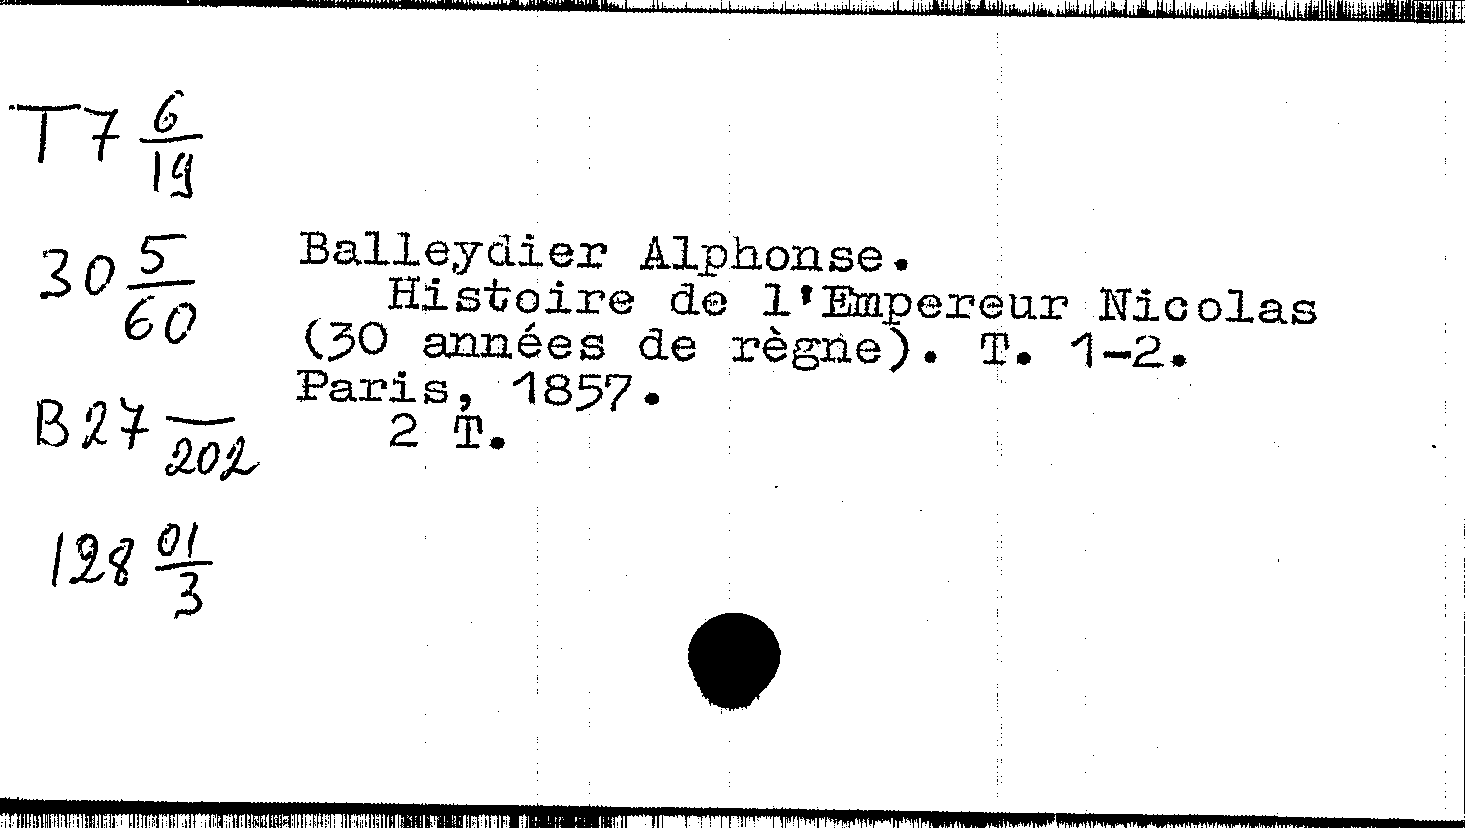 T7 6/19
30 5/60
B27 —/202
128 01/3
Balleydier Alphonse.
Histoire de l'Empereur Nicolas
(30 années de règne). T. 1-2.
Paris, 1857.
2 T.